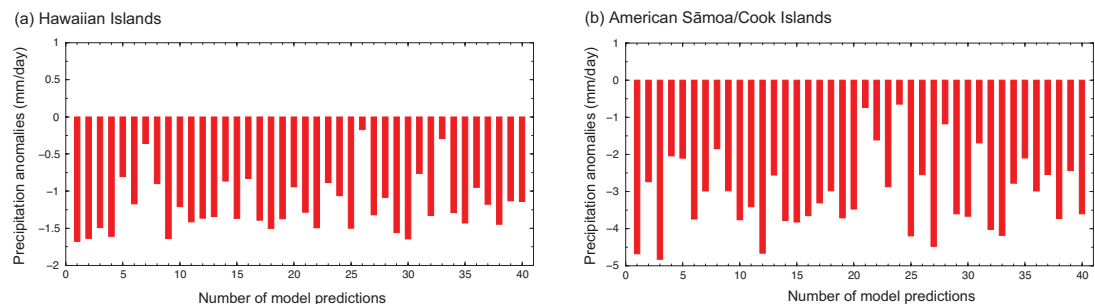 (a) Hawaiian Islands
Precipitation anomalies (mm/day)
1
0.5
0
−0.5
−1
−1.5
−2
0 5 10 15 20 25 30 35 40
Number of model predictions
(b) American Sāmoa/Cook Islands
Precipitation anomalies (mm/day)
1
0
−1
−2
−3
−4
−5
0 5 10 15 20 25 30 35 40
Number of model predictions